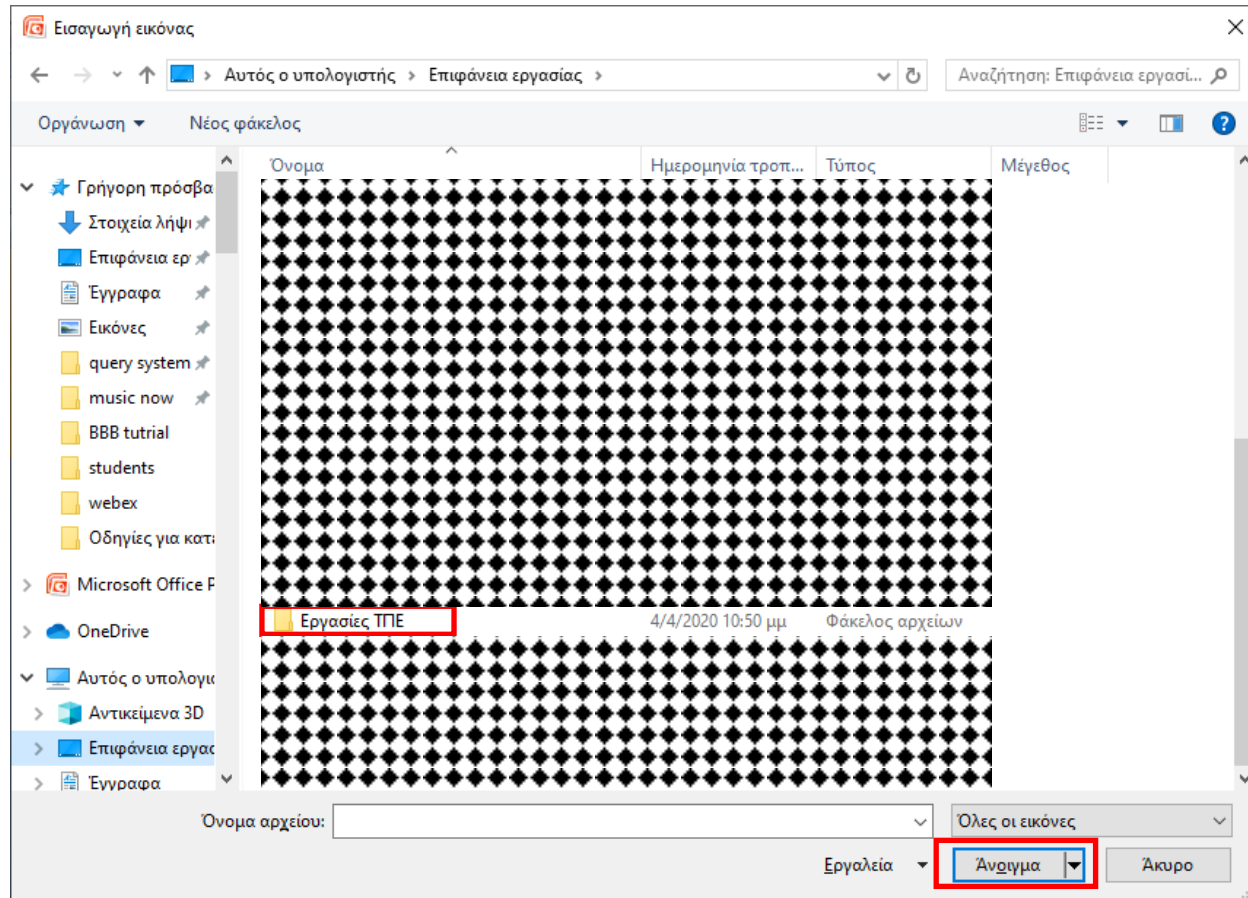 Εισαγωγή εικόνας
Αυτός ο υπολογιστής > Επιφάνεια εργασίας >
Αναζήτηση: Επιφάνεια εργασί...
Οργάνωση
Νέος φάκελος
Όνομα
Ημερομηνία τροπ...
Τύπος
Μέγεθος
Γρήγορη πρόσβα
Στοιχεία λήψι
Επιφάνεια ερ
Έγγραφα
Εικόνες
query system
music now
BBB tutrial
students
webex
Οδηγίες για κατ
Microsoft Office P
OneDrive
Αυτός ο υπολογισ
Αντικείμενα 3D
Επιφάνεια εργασ
Έγγραφα
Εργασίες ΤΠΕ
4/4/2020 10:50 μμ
Φάκελος αρχείων
Όνομα αρχείου:
Όλες οι εικόνες
Εργαλεία
Άνοιγμα
Άκυρο